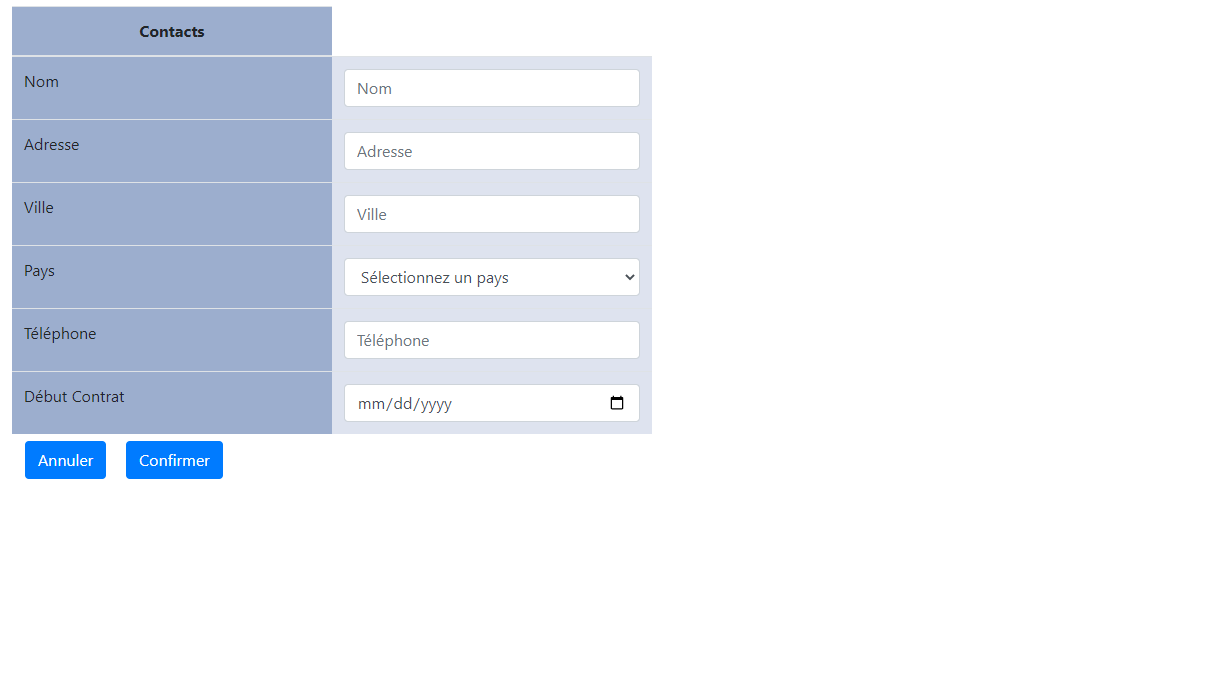 Contacts
Nom Nom
Adresse Adresse
Ville Ville
Pays Sélectionnez un pays
Téléphone Téléphone
Début Contrat mm/dd/yyyy
Annuler Confirmer